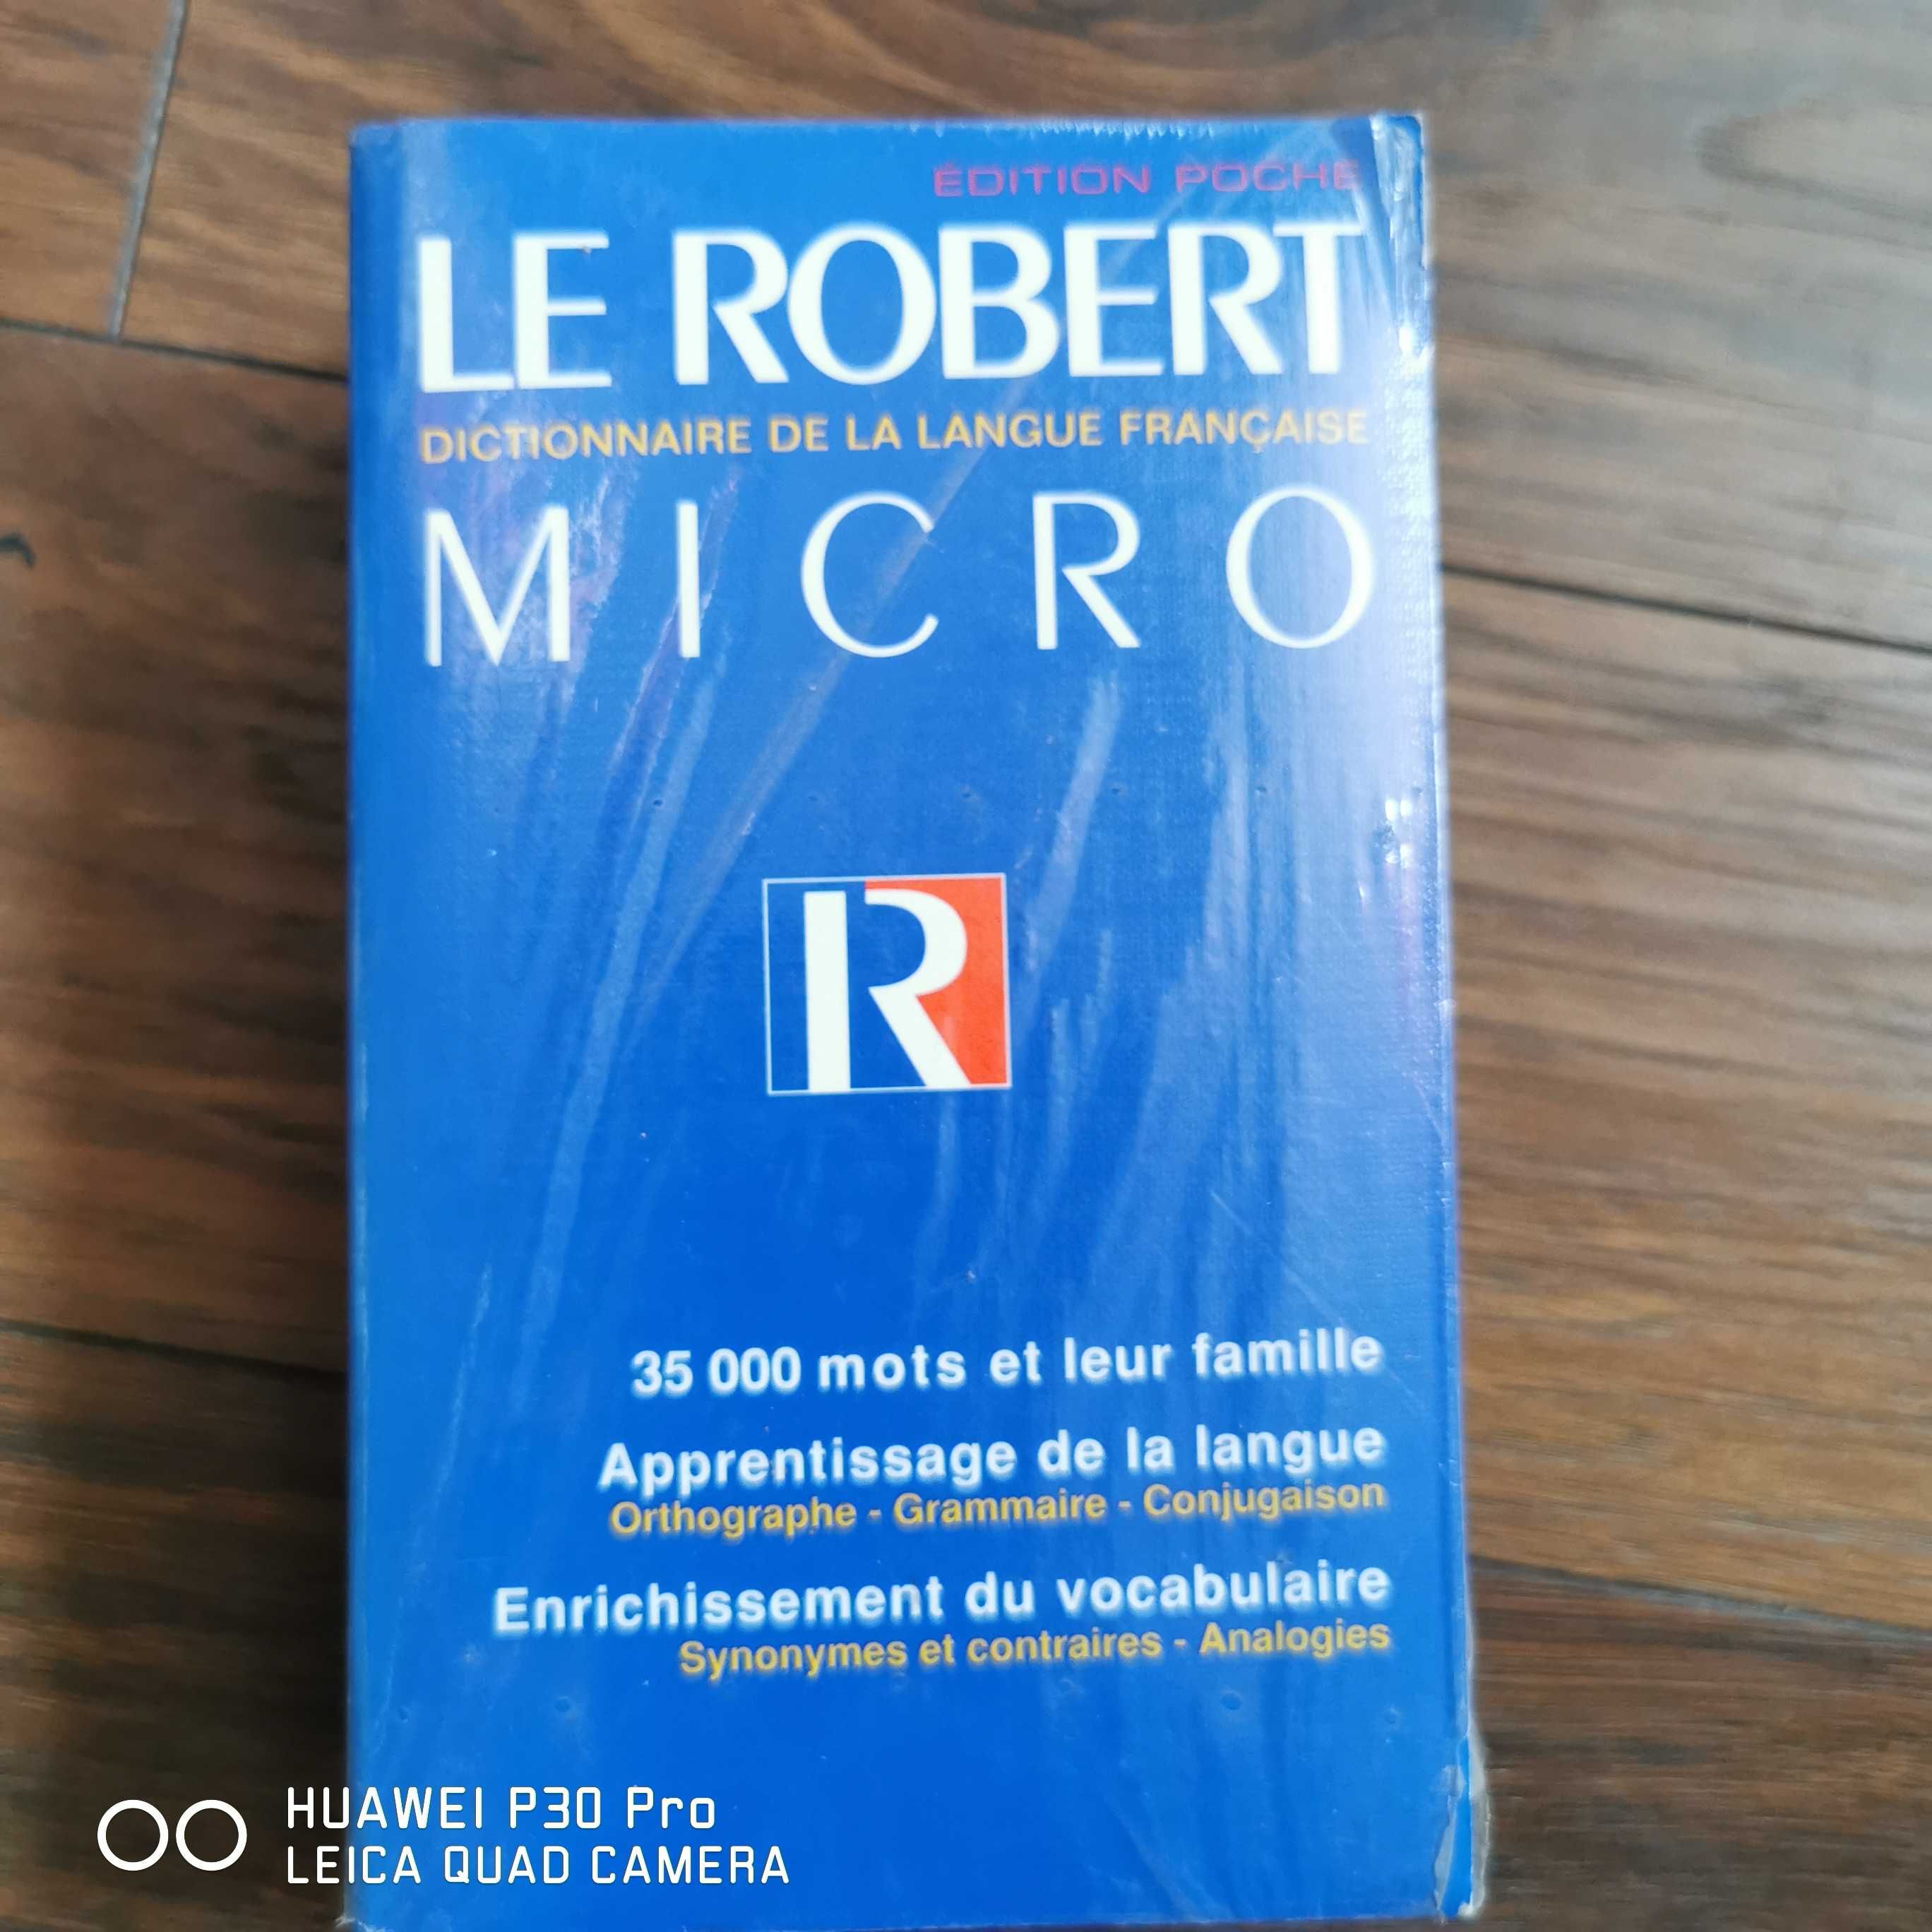 ÉDITION POCHE
LE ROBERT
DICTIONNAIRE DE LA LANGUE FRANÇAISE
MICRO
R
35 000 mots et leur famille
Apprentissage de la langue
Orthographe - Grammaire - Conjugaison
Enrichissement du vocabulaire
Synonymes et contraires - Analogies
HUAWEI P30 Pro
LEICA QUAD CAMERA